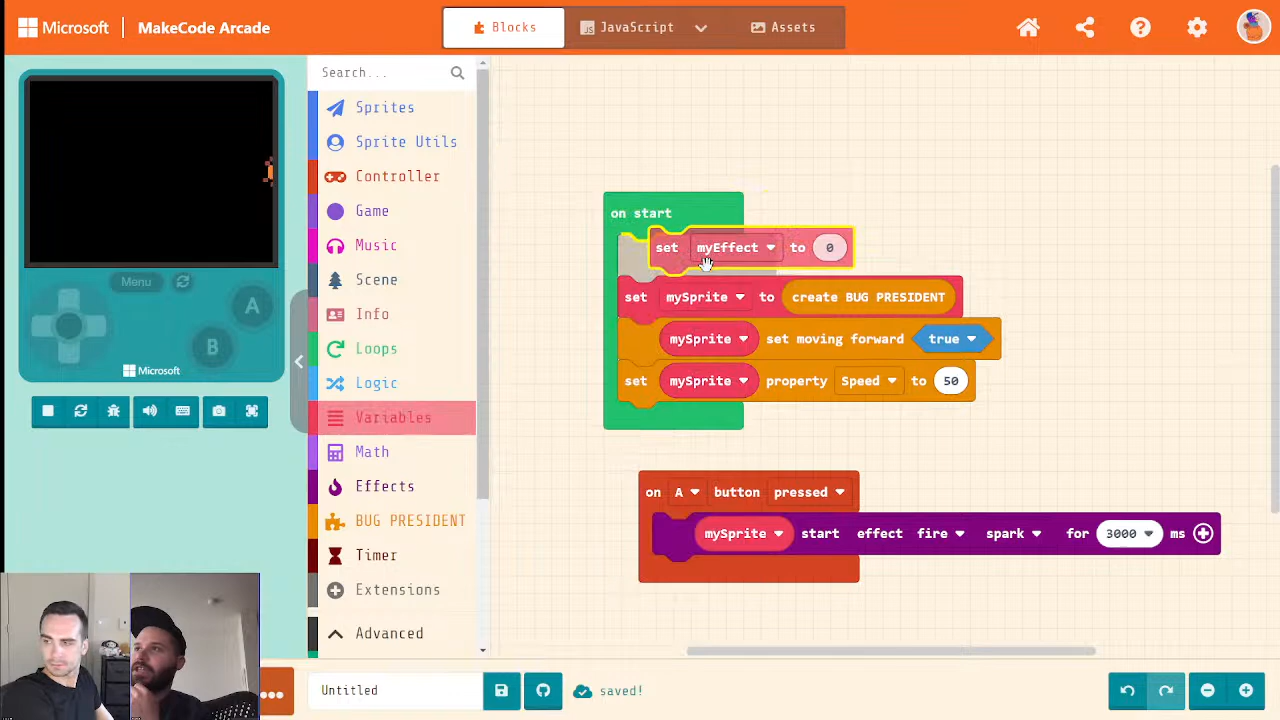 Microsoft
MakeCode Arcade
Blocks
JS
JavaScript
Assets
Menu
A
B
Microsoft
Search...
Sprites
Sprite Utils
Controller
Game
Music
Scene
Info
Loops
Logic
Variables
Math
Effects
BUG PRESIDENT
Timer
Extensions
Advanced
on start
set myEffect to 0
set mySprite to create BUG PRESIDENT
mySprite set moving forward true
set mySprite property Speed to 50
on A button pressed
mySprite start effect fire spark for 3000 ms
Untitled
saved!